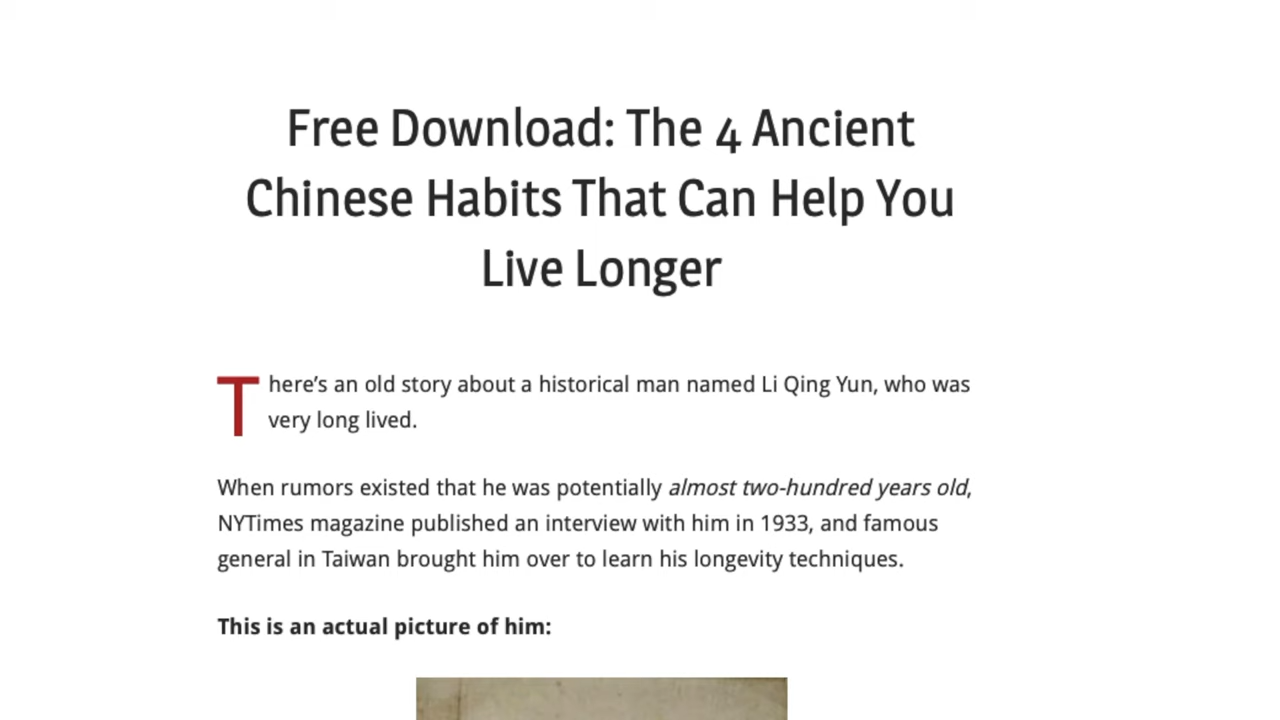 Free Download: The 4 Ancient
Chinese Habits That Can Help You
Live Longer
There’s an old story about a historical man named Li Qing Yun, who was
very long lived.
When rumors existed that he was potentially almost two-hundred years old,
NYTimes magazine published an interview with him in 1933, and famous
general in Taiwan brought him over to learn his longevity techniques.
This is an actual picture of him: